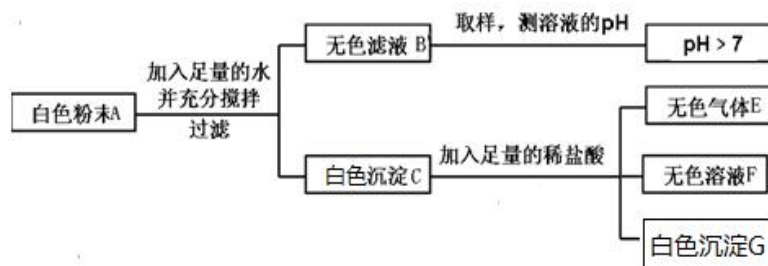 取样，测溶液的pH
无色滤液 B
pH > 7
加入足量的水
并充分搅拌
过滤
白色粉末A
无色气体E
加入足量的稀盐酸
白色沉淀C
无色溶液F
白色沉淀G